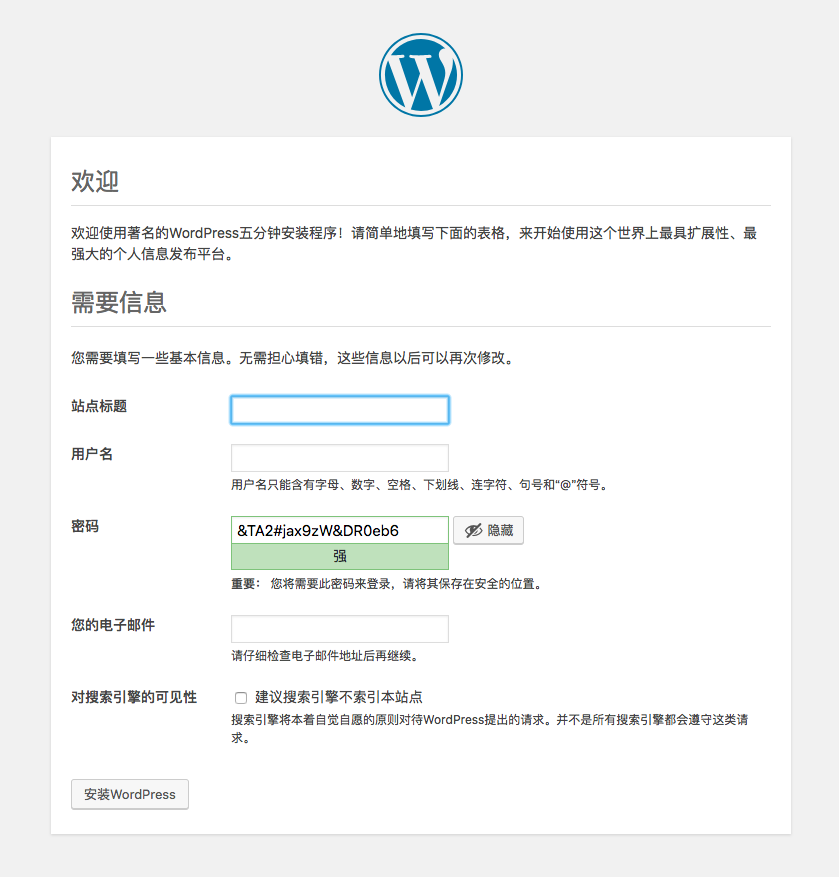 欢迎
欢迎使用著名的WordPress五分钟安装程序！请简单地填写下面的表格，来开始使用这个世界上最具扩展性、最
强大的个人信息发布平台。
需要信息
您需要填写一些基本信息。无需担心填错，这些信息以后可以再次修改。
站点标题
用户名
用户名只能含有字母、数字、空格、下划线、连字符、句号和“@”符号。
密码
&TA2#jax9zW&DR0eb6
隐藏
强
重要： 您将需要此密码来登录，请将其保存在安全的位置。
您的电子邮件
请仔细检查电子邮件地址后再继续。
对搜索引擎的可见性
建议搜索引擎不索引本站点
搜索引擎将本着自觉自愿的原则对待WordPress提出的请求。并不是所有搜索引擎都会遵守这类请
求。
安装WordPress